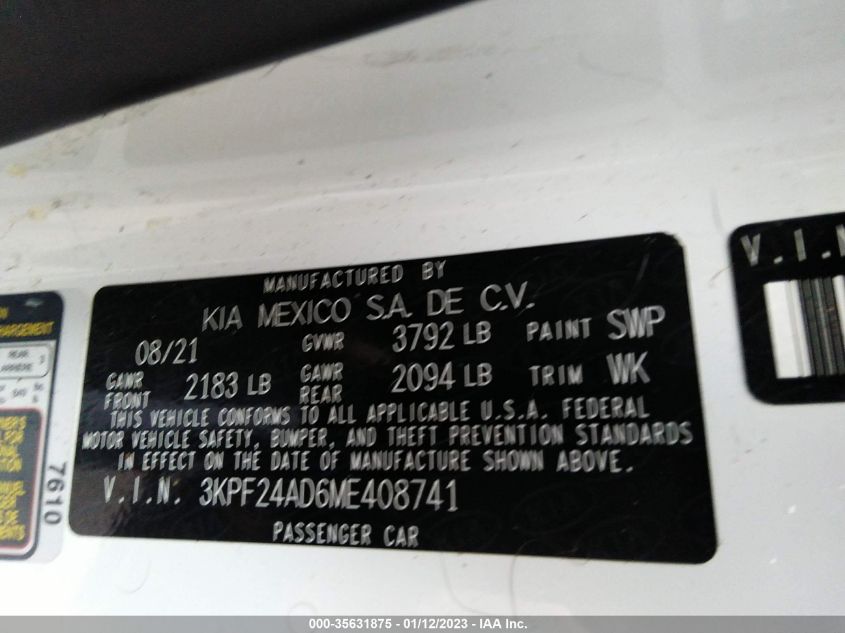 MANUFACTURED BY
KIA MEXICO S.A. DE C.V.
08/21 GVWR 3792 LB PAINT SWP
GAWR FRONT 2183 LB GAWR REAR 2094 LB TRIM WK
THIS VEHICLE CONFORMS TO ALL APPLICABLE U.S.A. FEDERAL
MOTOR VEHICLE SAFETY, BUMPER, AND THEFT PREVENTION STANDARDS
IN EFFECT ON THE DATE OF MANUFACTURE SHOWN ABOVE.
V.I.N. 3KPF24AD6ME408741
PASSENGER CAR
REAR 3
7610
V.I.N
000-35631875 - 01/12/2023 - IAA Inc.